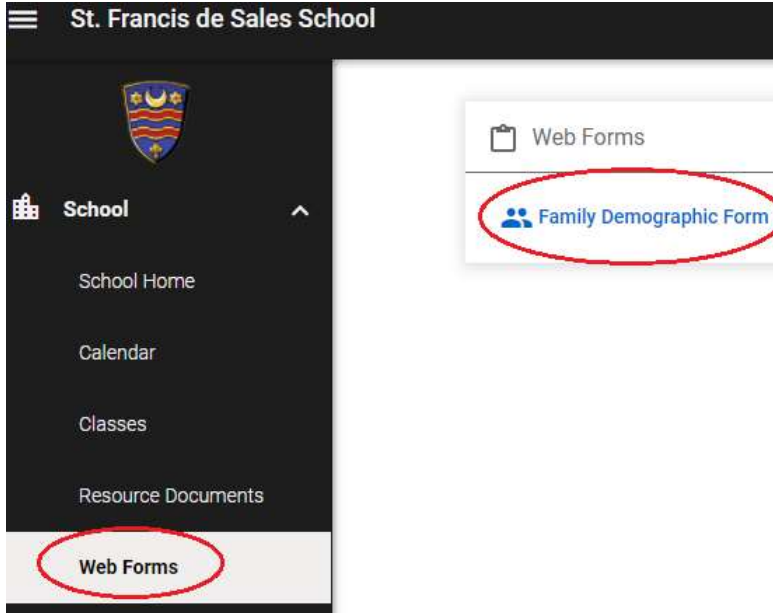 St. Francis de Sales School
School
School Home
Calendar
Classes
Resource Documents
Web Forms
Web Forms
Family Demographic Form